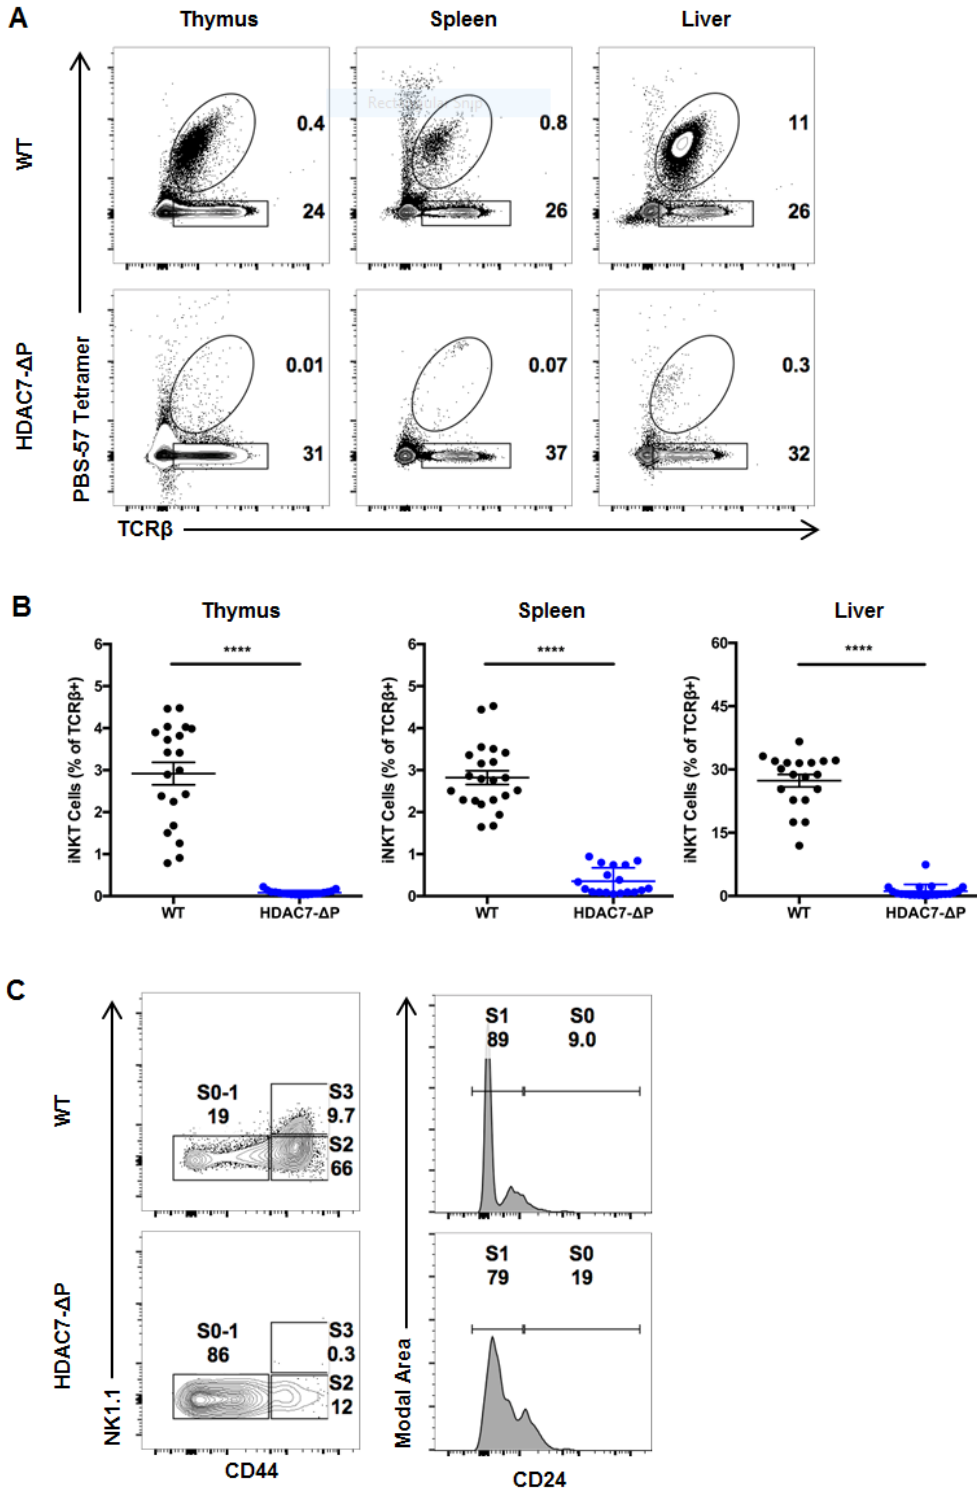 A
Thymus Spleen Liver
WT
0.4
24
0.8
26
11
26
HDAC7-ΔP
0.01
31
0.07
37
0.3
32
PBS-57 Tetramer
TCRβ
B
Thymus Spleen Liver
iNKT Cells (% of TCRβ+)
6
5
4
3
2
1
0
****
WT HDAC7-ΔP
iNKT Cells (% of TCRβ+)
6
5
4
3
2
1
0
****
WT HDAC7-ΔP
iNKT Cells (% of TCRβ+)
60
45
30
15
0
****
WT HDAC7-ΔP
C
WT
S0-1
19
S3
9.7
S2
66
S1 S0
89 9.0
HDAC7-ΔP
S0-1
86
S3
0.3
S2
12
S1 S0
79 19
NK1.1
CD44
Modal Area
CD24